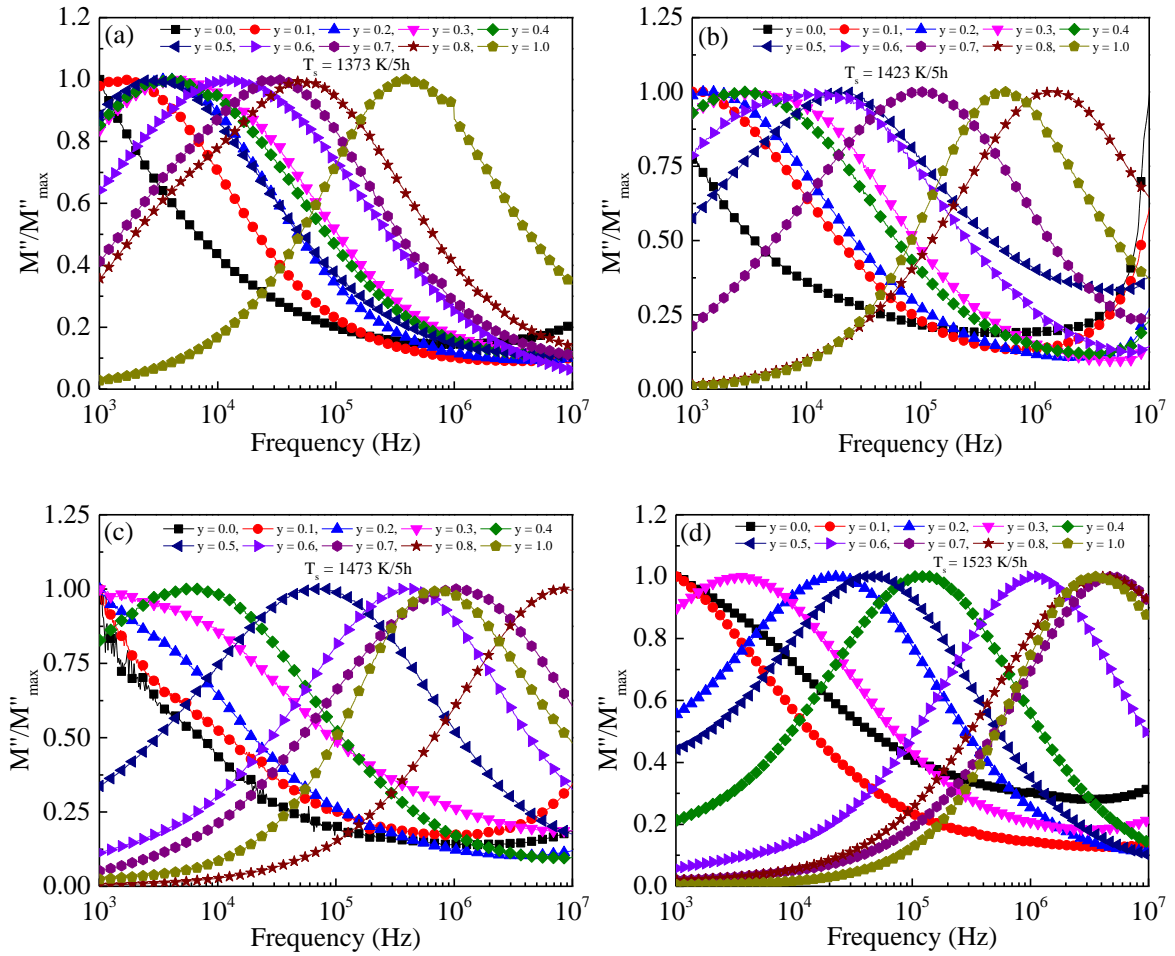 (a)
y = 0.0, y = 0.1, y = 0.2, y = 0.3, y = 0.4
y = 0.5, y = 0.6, y = 0.7, y = 0.8, y = 1.0
Ts = 1373 K/5h
1.2
1.0
0.8
0.6
0.4
0.2
0.0
M''/M''max
10^3 10^4 10^5 10^6 10^7
Frequency (Hz)
(b)
y = 0.0, y = 0.1, y = 0.2, y = 0.3, y = 0.4
y = 0.5, y = 0.6, y = 0.7, y = 0.8, y = 1.0
Ts = 1423 K/5h
1.25
1.00
0.75
0.50
0.25
0.00
M''/M''max
10^3 10^4 10^5 10^6 10^7
Frequency (Hz)
(c)
y = 0.0, y = 0.1, y = 0.2, y = 0.3, y = 0.4
y = 0.5, y = 0.6, y = 0.7, y = 0.8, y = 1.0
Ts = 1473 K/5h
1.25
1.00
0.75
0.50
0.25
0.00
M''/M''max
10^3 10^4 10^5 10^6 10^7
Frequency (Hz)
(d)
y = 0.0, y = 0.1, y = 0.2, y = 0.3, y = 0.4
y = 0.5, y = 0.6, y = 0.7, y = 0.8, y = 1.0
Ts = 1523 K/5h
1.2
1.0
0.8
0.6
0.4
0.2
0.0
M''/M''max
10^3 10^4 10^5 10^6 10^7
Frequency (Hz)